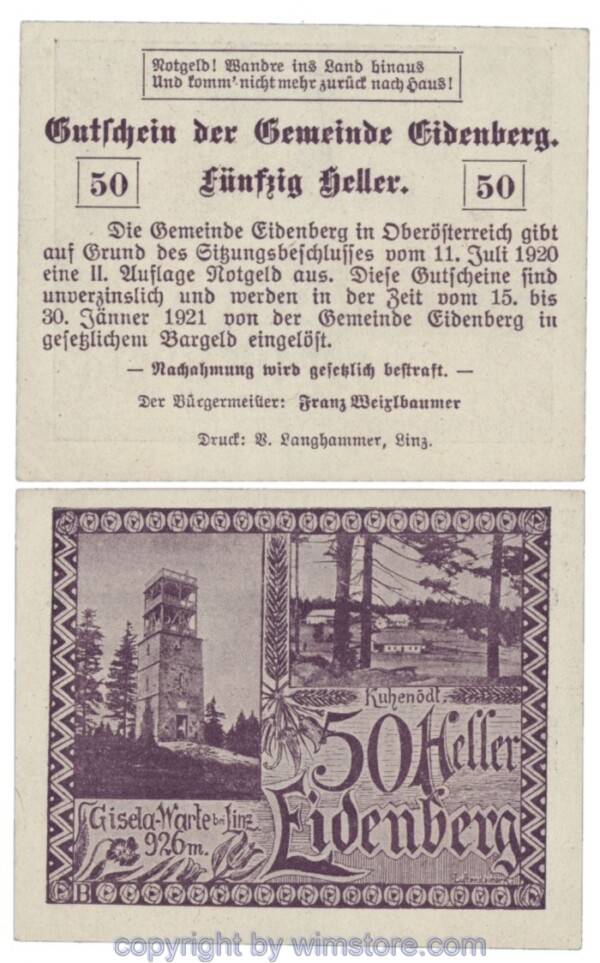 Notgeld! Wandre ins Land hinaus
Und komm' nicht mehr zurück nach Haus!
Gutschein der Gemeinde Eidenberg.
50 Fünfzig Heller. 50
Die Gemeinde Eidenberg in Oberösterreich gibt
auf Grund des Sitzungsbeschlusses vom 11. Juli 1920
eine II. Auflage Notgeld aus. Diese Gutscheine sind
unverzinslich und werden in der Zeit vom 15. bis
30. Jänner 1921 von der Gemeinde Eidenberg in
gesetzlichem Bargeld eingelöst.
— Nachahmung wird gesetzlich bestraft. —
Der Bürgermeister: Franz Weixlbaumer
Druck: V. Langhammer, Linz.
Kuhenödt.
50 Heller
Eidenberg
Gisela-Warte bei Linz
926 m.
B
copyright by wimstore.com